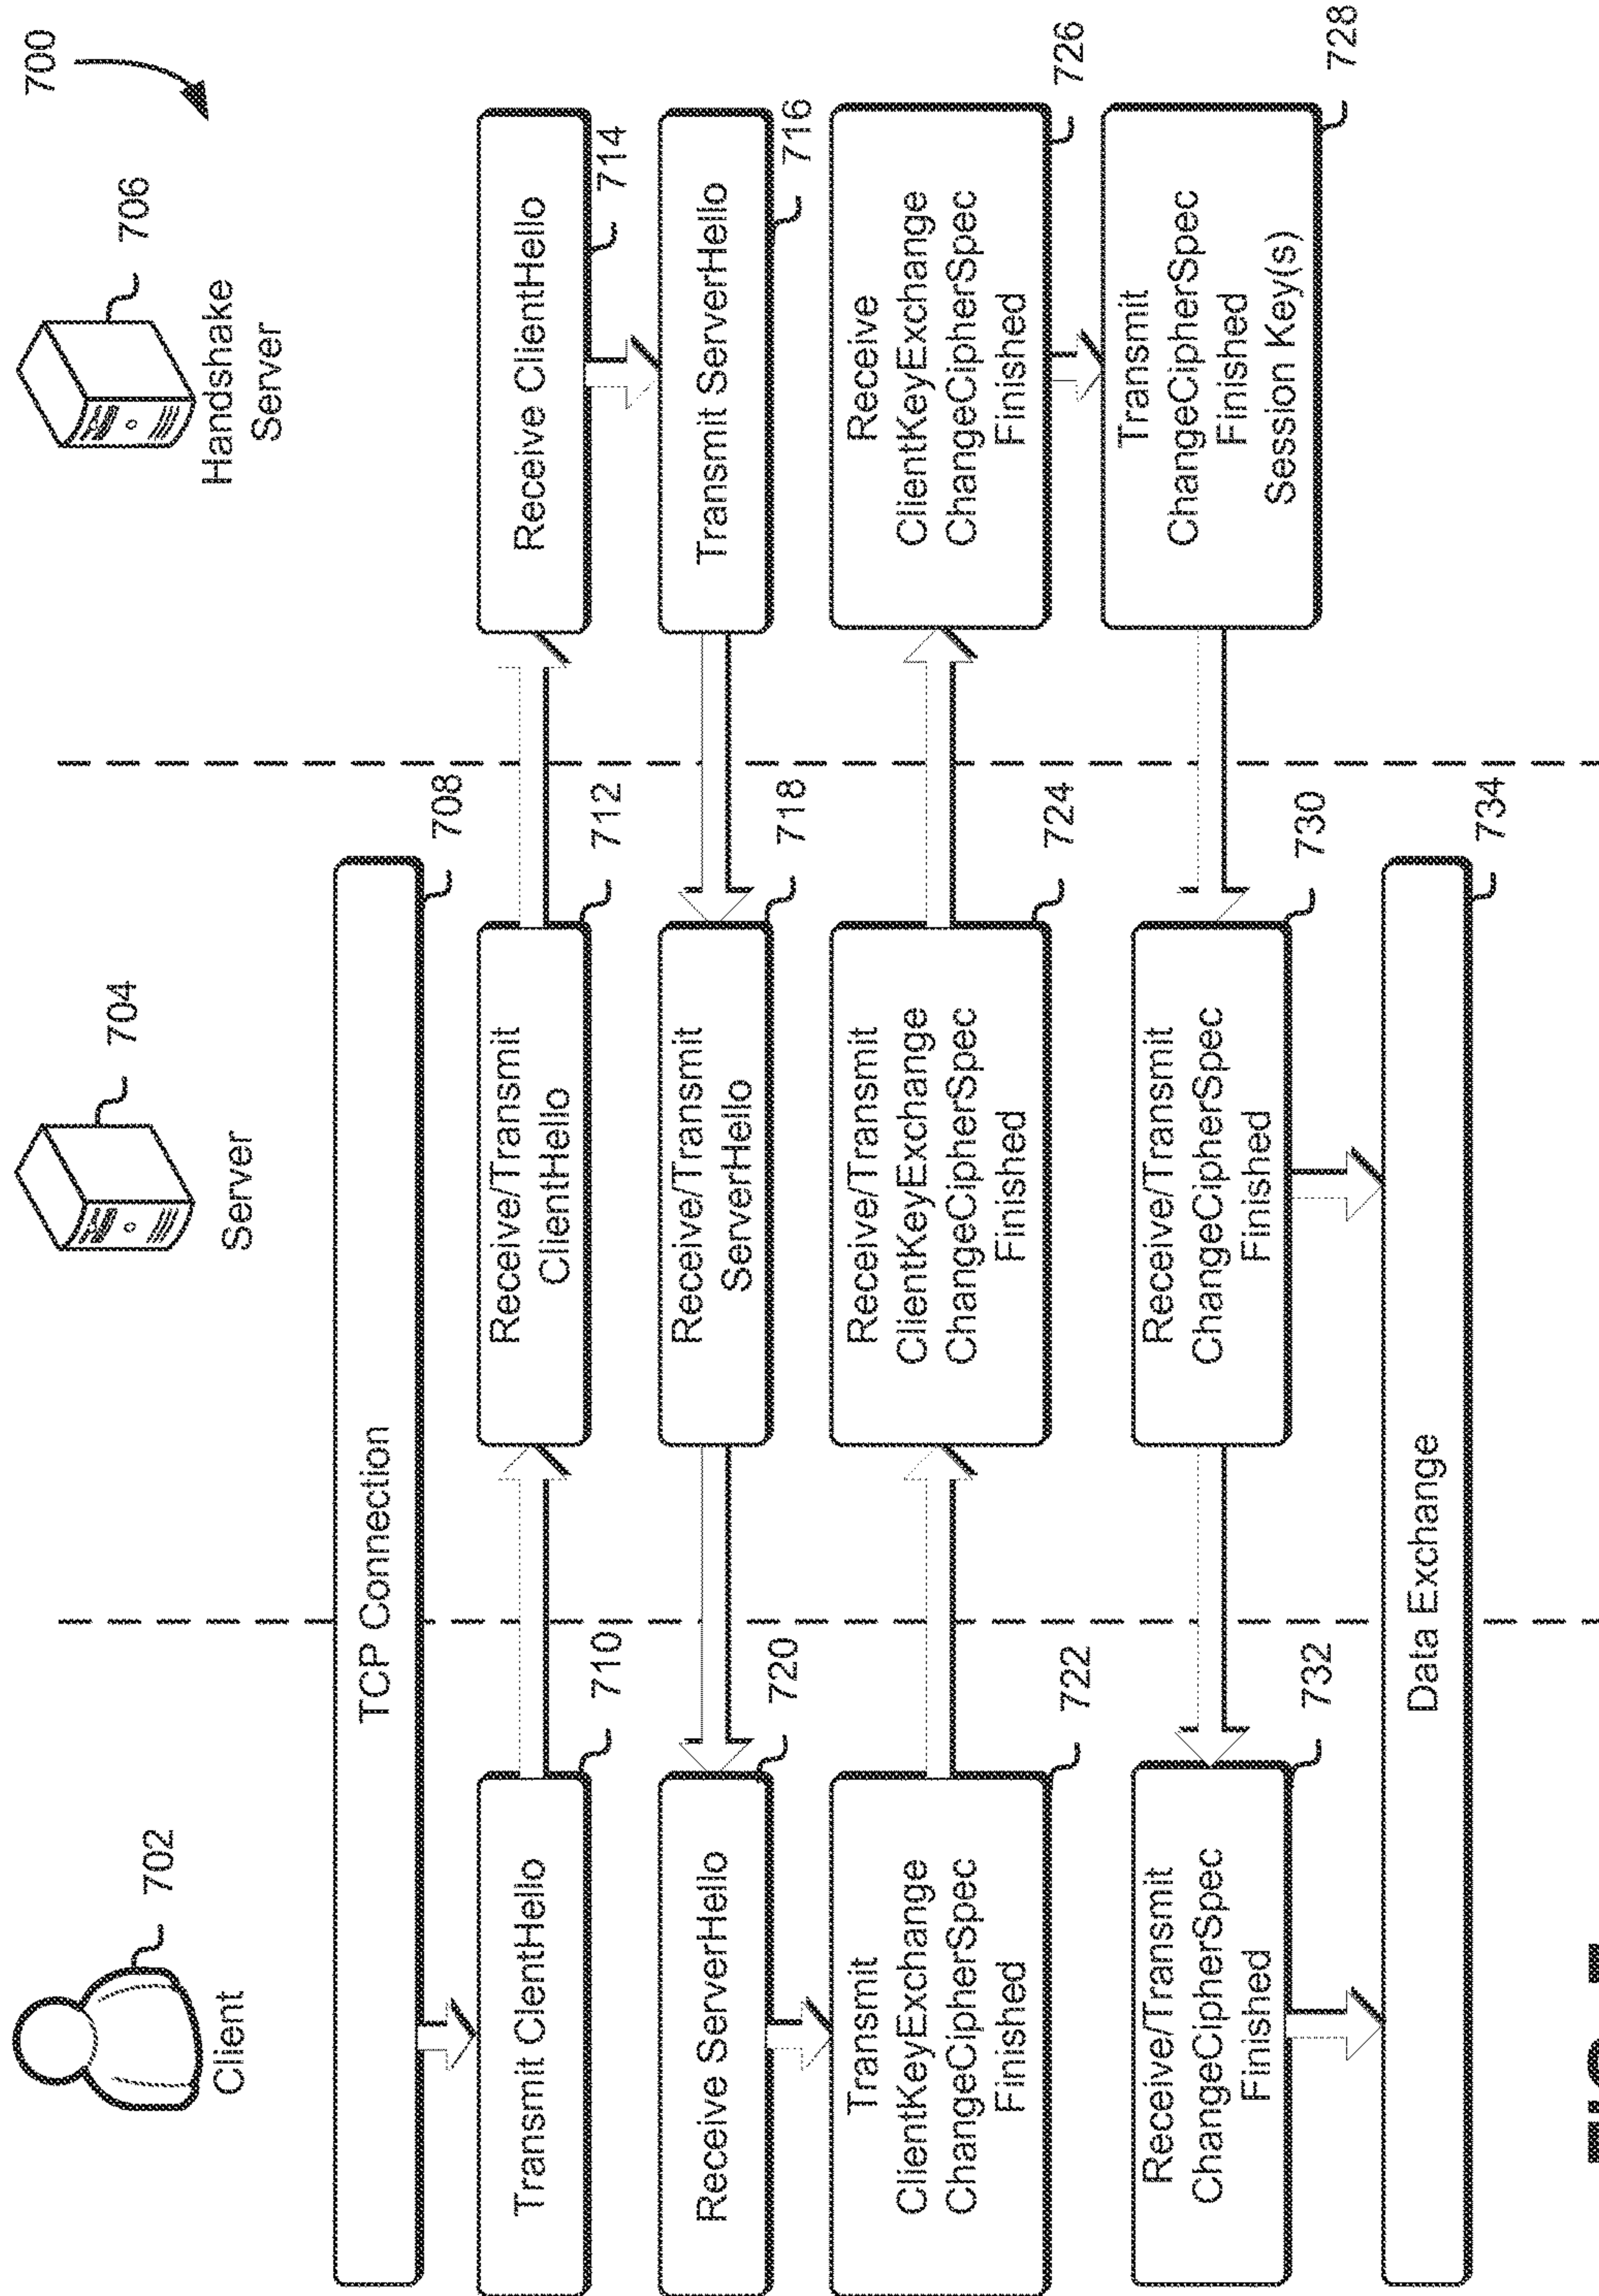 700
702
Client
704
Server
706
Handshake
Server
TCP Connection
708
Transmit ClentHello
710
Receive/Transmit
ClientHello
712
Receive ClientHello
714
Transmit ServerHello
716
Receive/Transmit
ServerHello
718
Receive ServerHello
720
Transmit
ClientKeyExchange
ChangeCipherSpec
Finished
722
Receive/Transmit
ClientKeyExchange
ChangeCipherSpec
Finished
724
Receive
ClientKeyExchange
ChangeCipherSpec
Finished
726
Transmit
ChangeCipherSpec
Finished
Session Key(s)
728
Receive/Transmit
ChangeCipherSpec
Finished
730
Receive/Transmit
ChangeCipherSpec
Finished
732
Data Exchange
734